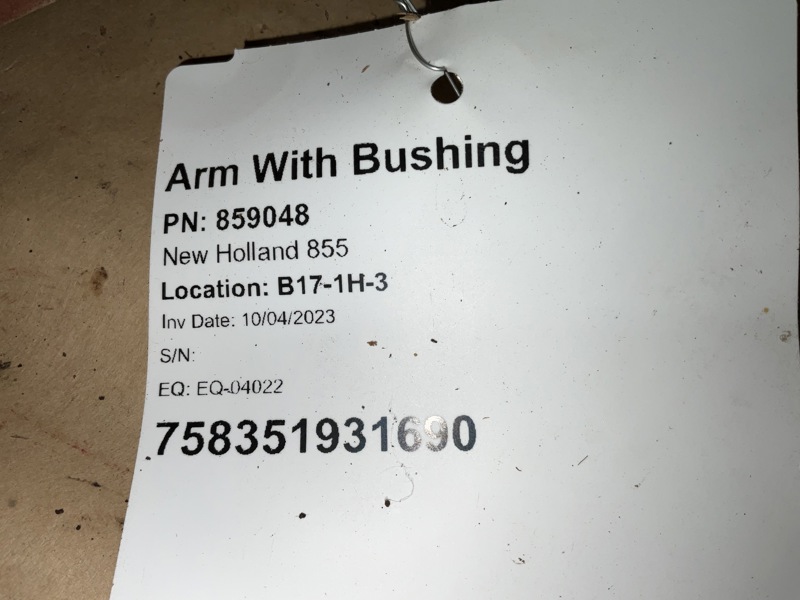 Arm With Bushing
PN: 859048
New Holland 855
Location: B17-1H-3
Inv Date: 10/04/2023
S/N:
EQ: EQ-04022
758351931690